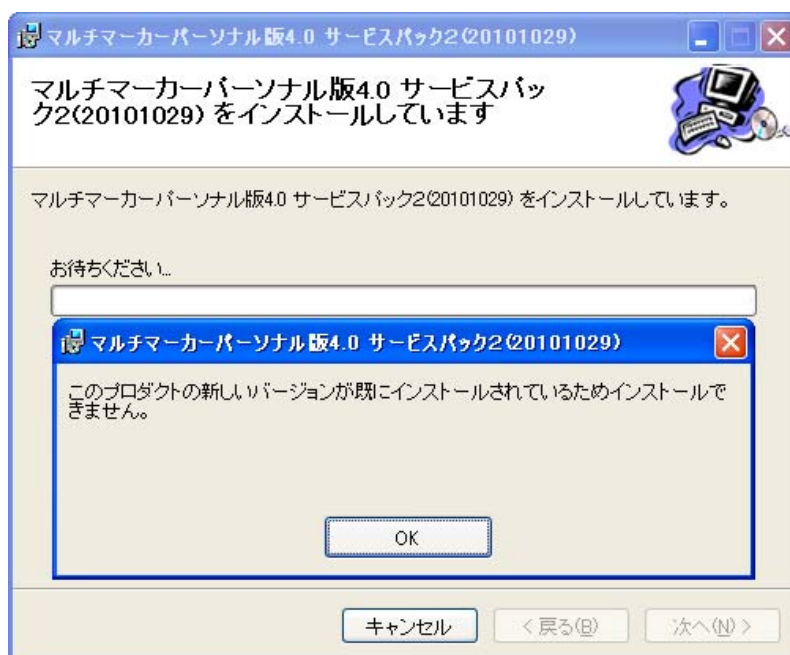 マルチマーカーパーソナル版4.0 サービスパック2(20101029)
マルチマーカーパーソナル版4.0 サービスパッ
ク2(20101029) をインストールしています
マルチマーカーパーソナル版4.0 サービスパック2(20101029) をインストールしています。
お待ちください...
マルチマーカーパーソナル版4.0 サービスパック2(20101029)
このプロダクトの新しいバージョンが既にインストールされているためインストールで
きません。
OK
キャンセル
< 戻る(B)
次へ(N) >